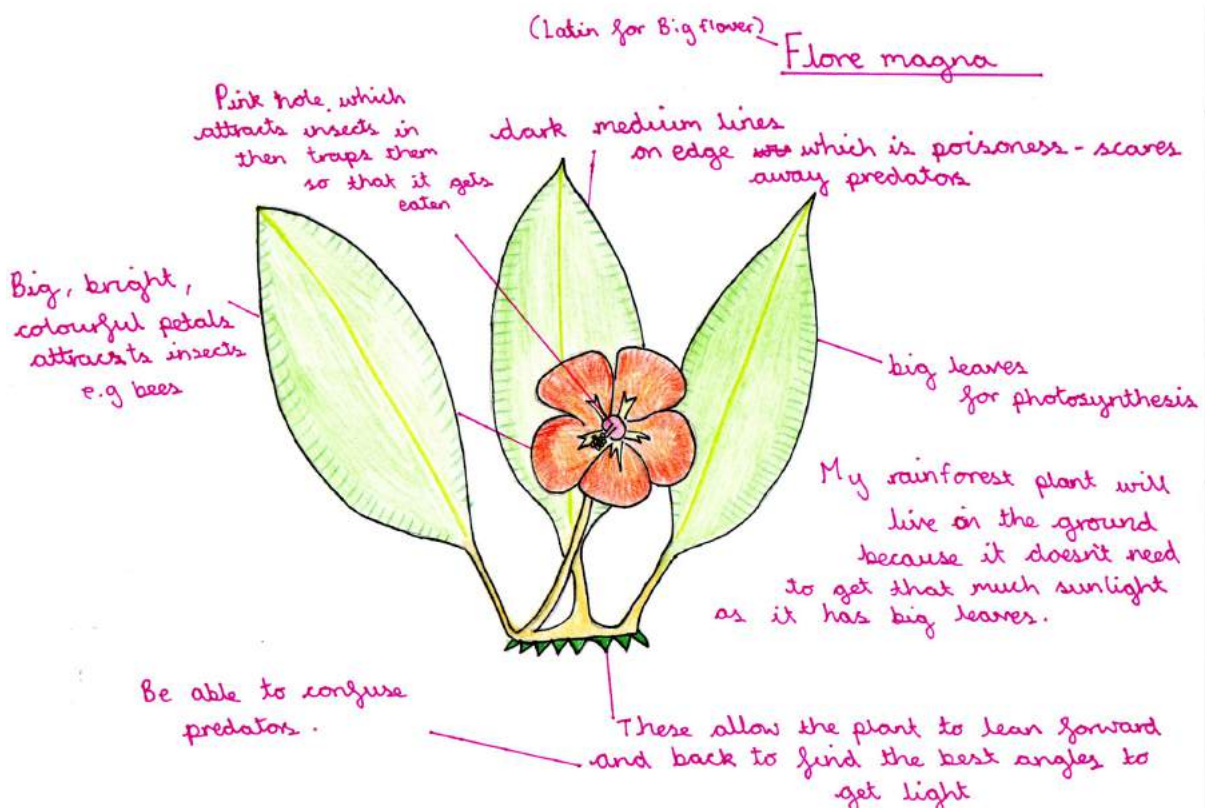 (Latin for Big flower)
Flore magna
Pink hole, which
attracts insects in
then traps them
so that it gets
eaten
dark medium lines
on edge which is poisoness - scares
away predators
Big, bright,
colourful petals
attracsts insects
e.g bees
big leaves
for photosynthesis
My rainforest plant will
live on the ground
because it doesn't need
to get that much sunlight
as it has big leaves.
Be able to confuse
predators.
These allow the plant to lean forward
and back to find the best angles to
get light